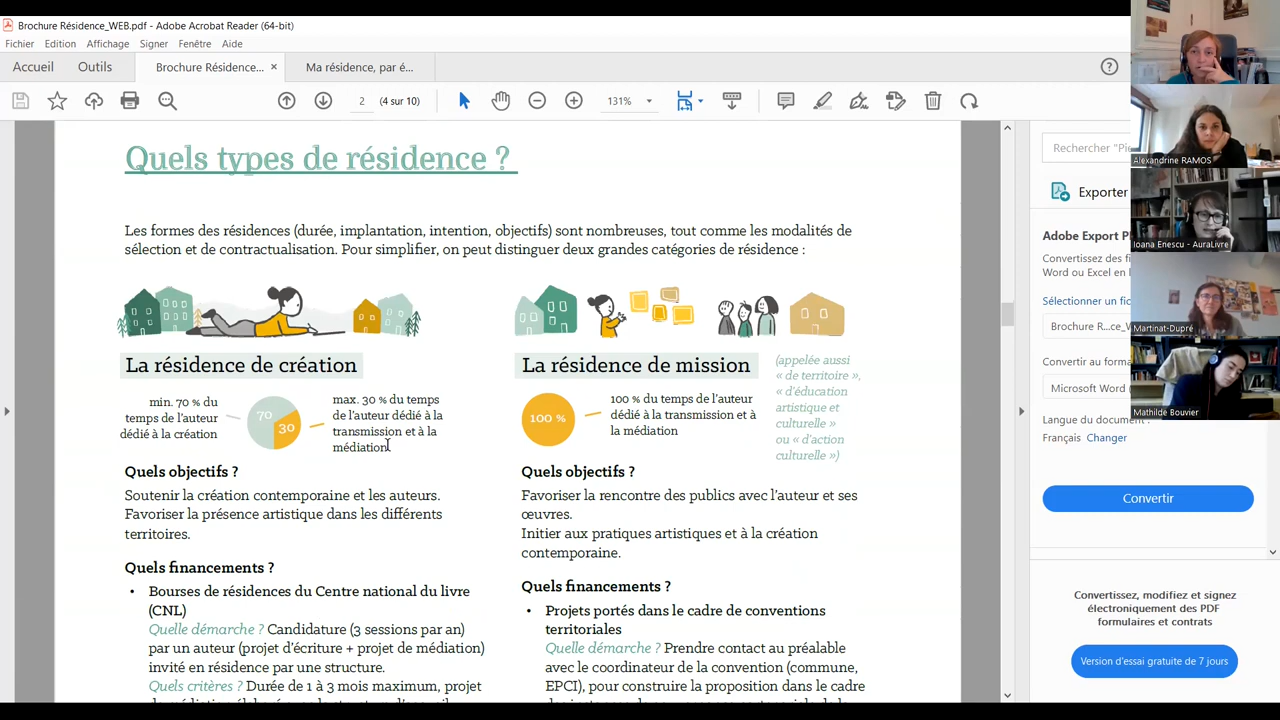 Brochure Résidence_WEB.pdf - Adobe Acrobat Reader (64-bit)
Fichier Edition Affichage Signer Fenêtre Aide
Accueil Outils Brochure Résidence... × Ma résidence, par é...
2 (4 sur 10) 131%
Quels types de résidence ?
Les formes des résidences (durée, implantation, intention, objectifs) sont nombreuses, tout comme les modalités de
sélection et de contractualisation. Pour simplifier, on peut distinguer deux grandes catégories de résidence :
La résidence de création
min. 70 % du
temps de l'auteur
dédié à la création
70
30
max. 30 % du temps
de l'auteur dédié à la
transmission et à la
médiation
Quels objectifs ?
Soutenir la création contemporaine et les auteurs.
Favoriser la présence artistique dans les différents
territoires.
Quels financements ?
• Bourses de résidences du Centre national du livre
(CNL)
Quelle démarche ? Candidature (3 sessions par an)
par un auteur (projet d'écriture + projet de médiation)
invité en résidence par une structure.
Quels critères ? Durée de 1 à 3 mois maximum, projet
La résidence de mission
(appelée aussi
« de territoire »,
« d'éducation
artistique et
culturelle »
ou « d'action
culturelle »)
100 %
100 % du temps de l'auteur
dédié à la transmission et à
la médiation
Quels objectifs ?
Favoriser la rencontre des publics avec l'auteur et ses
œuvres.
Initier aux pratiques artistiques et à la création
contemporaine.
Quels financements ?
• Projets portés dans le cadre de conventions
territoriales
Quelle démarche ? Prendre contact au préalable
avec le coordinateur de la convention (commune,
EPCI), pour construire la proposition dans le cadre
Rechercher "Pie
Exporter
Adobe Export P
Convertissez des fi
Word ou Excel en l
Sélectionner un fic
Brochure R...ce_W
Convertir au forma
Microsoft Word (
Langue du document :
Français Changer
Convertir
Convertissez, modifiez et signez
électroniquement des PDF
formulaires et contrats
Version d'essai gratuite de 7 jours
Alexandrine RAMOS
Ioana Enescu - AuraLivre
Martinat-Dupré
Mathilde Bouvier